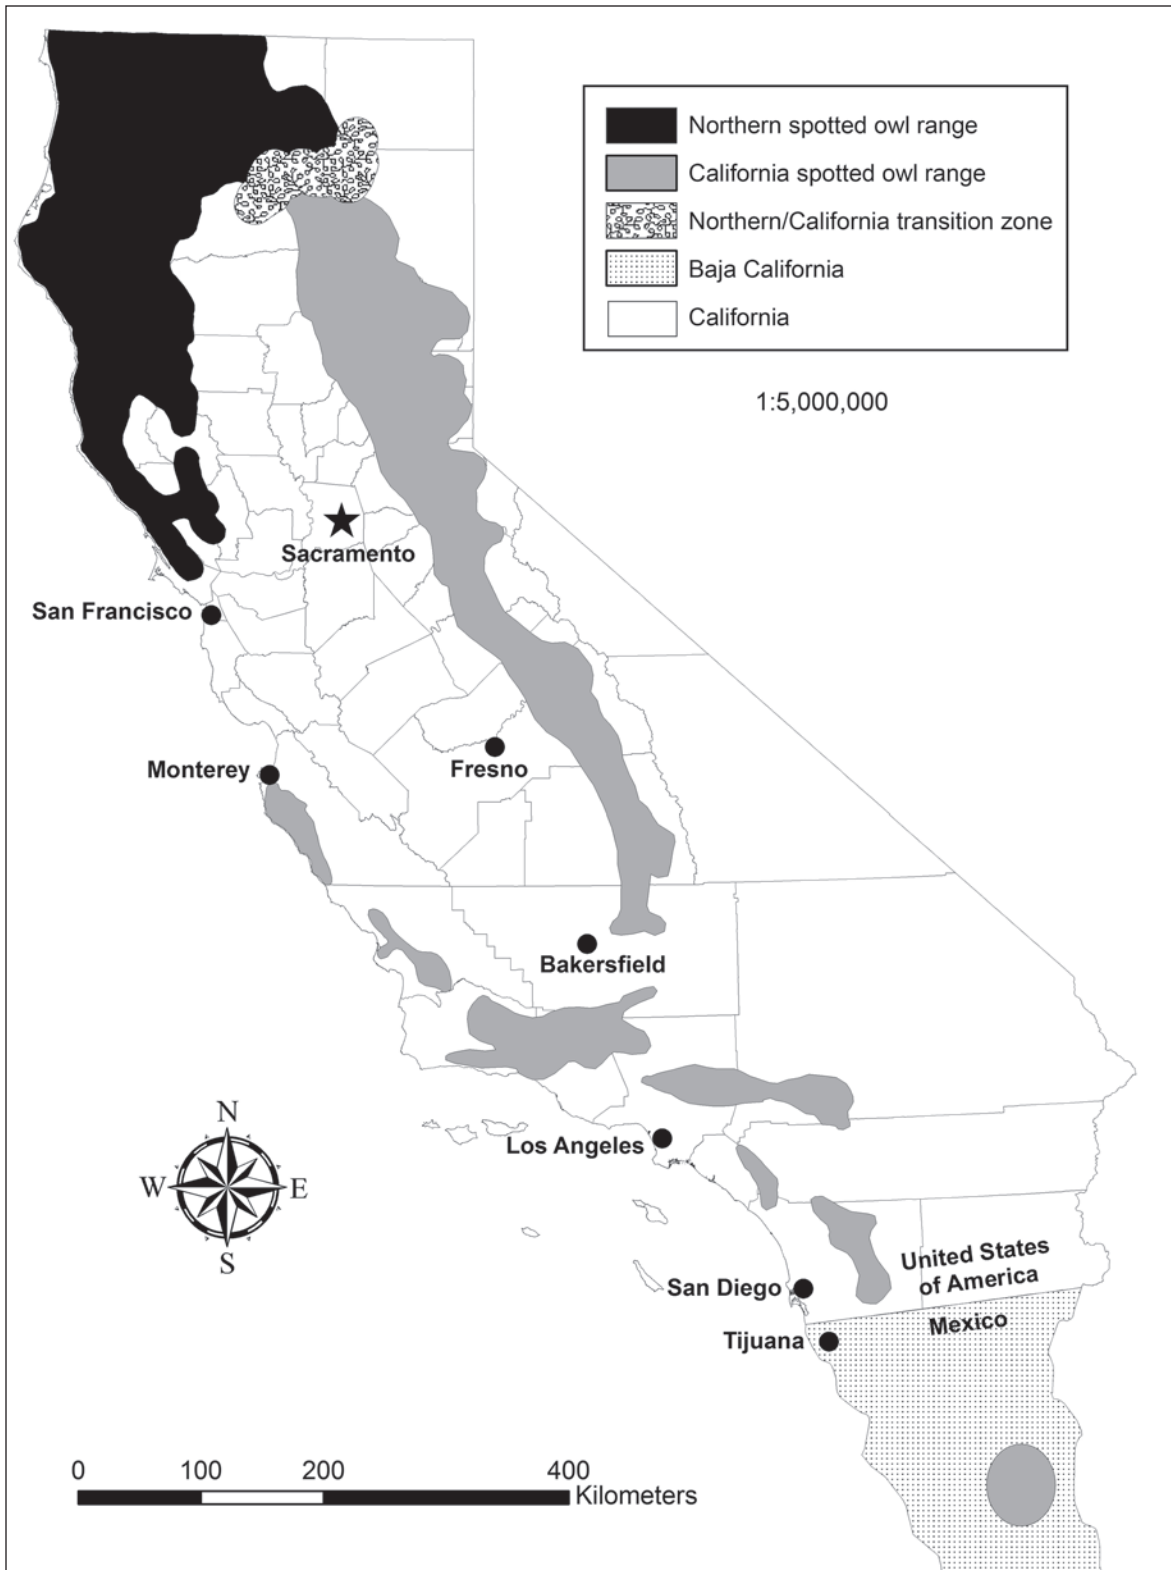 Northern spotted owl range
California spotted owl range
Northern/California transition zone
Baja California
California
1:5,000,000
Sacramento
San Francisco
Monterey
Fresno
Bakersfield
Los Angeles
N
W
E
S
United States
of America
San Diego
Mexico
Tijuana
0 100 200 400
Kilometers